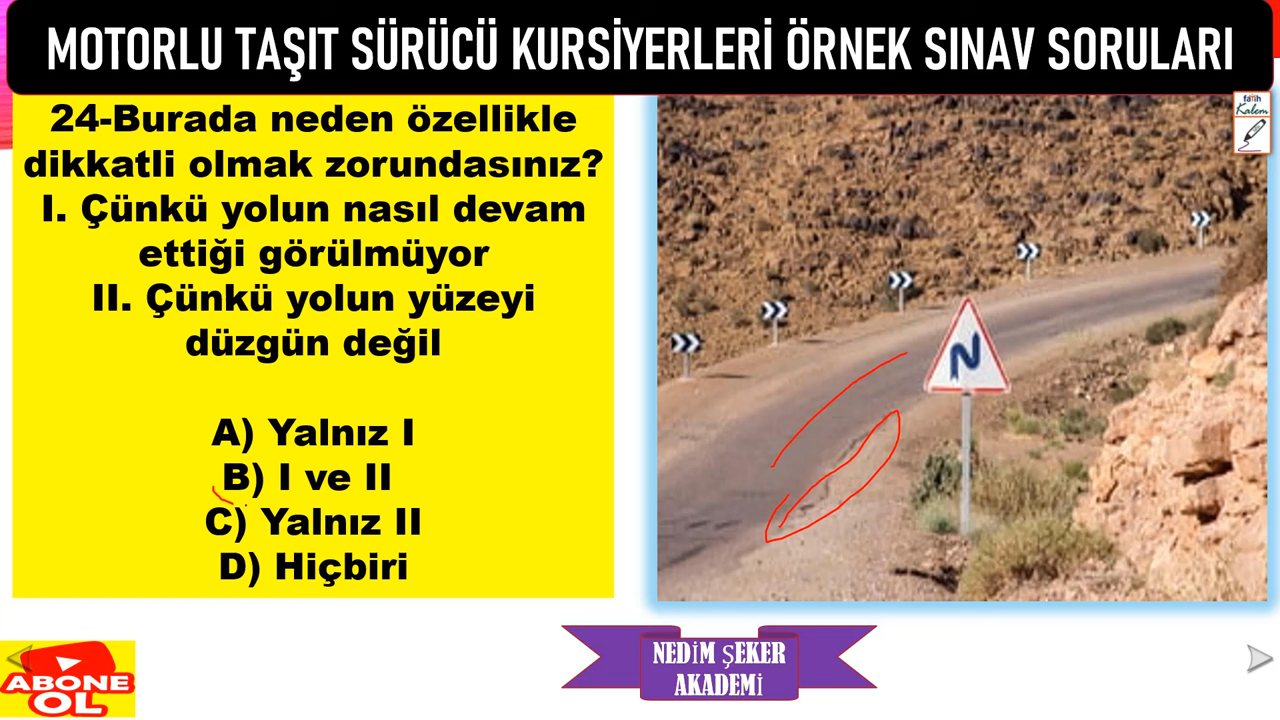 MOTORLU TAŞIT SÜRÜCÜ KURSİYERLERİ ÖRNEK SINAV SORULARI
24-Burada neden özellikle
dikkatli olmak zorundasınız?
I. Çünkü yolun nasıl devam
ettiği görülmüyor
II. Çünkü yolun yüzeyi
düzgün değil
A) Yalnız I
B) I ve II
C) Yalnız II
D) Hiçbiri
fatih
Kalem
NEDİM ŞEKER
AKADEMİ
ABONE
OL